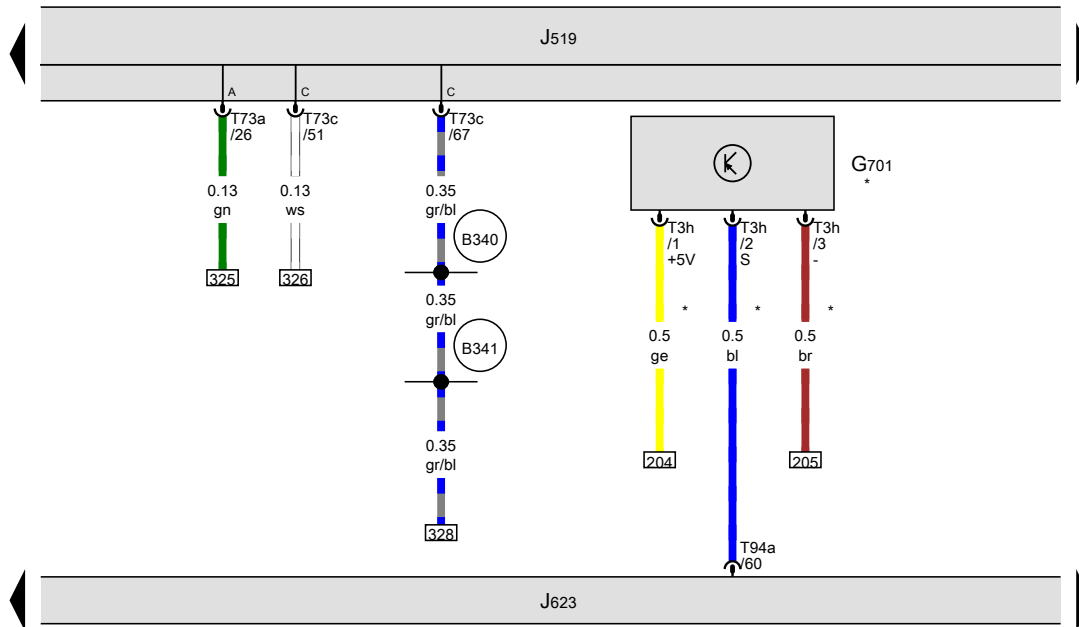 J519
A
C
C
T73a
/26
T73c
/51
T73c
/67
G701
*
0.13
gn
0.13
ws
0.35
gr/bl
T3h
/1
+5V
T3h
/2
S
T3h
/3
-
B340
325
326
0.35
gr/bl
*
*
*
B341
0.5
ge
0.5
bl
0.5
br
0.35
gr/bl
204
205
328
T94a
/60
J623